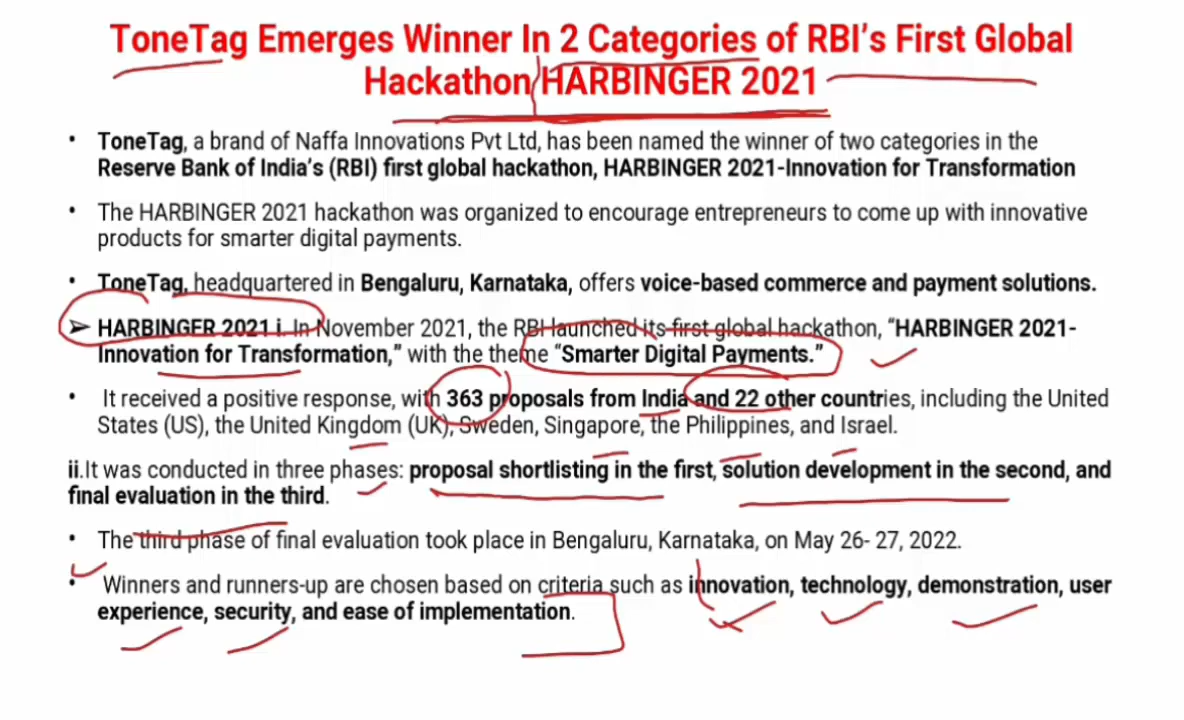 ToneTag Emerges Winner In 2 Categories of RBI's First Global
Hackathon HARBINGER 2021
• ToneTag, a brand of Naffa Innovations Pvt Ltd, has been named the winner of two categories in the
Reserve Bank of India's (RBI) first global hackathon, HARBINGER 2021-Innovation for Transformation
• The HARBINGER 2021 hackathon was organized to encourage entrepreneurs to come up with innovative
products for smarter digital payments.
• ToneTag, headquartered in Bengaluru, Karnataka, offers voice-based commerce and payment solutions.
➢ HARBINGER 2021 i. In November 2021, the RBI launched its first global hackathon, "HARBINGER 2021-
Innovation for Transformation," with the theme "Smarter Digital Payments."
• It received a positive response, with 363 proposals from India and 22 other countries, including the United
States (US), the United Kingdom (UK), Sweden, Singapore, the Philippines, and Israel.
ii.It was conducted in three phases: proposal shortlisting in the first, solution development in the second, and
final evaluation in the third.
• The third phase of final evaluation took place in Bengaluru, Karnataka, on May 26- 27, 2022.
• Winners and runners-up are chosen based on criteria such as innovation, technology, demonstration, user
experience, security, and ease of implementation.